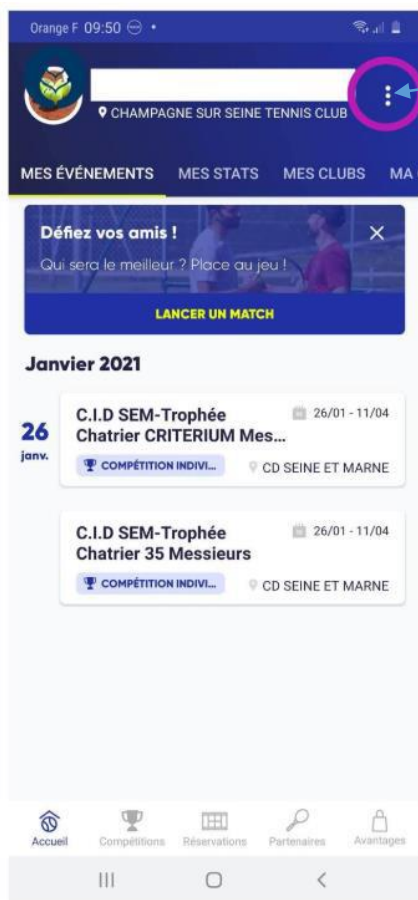 Orange F 09:50
CHAMPAGNE SUR SEINE TENNIS CLUB
MES ÉVÉNEMENTS MES STATS MES CLUBS MA
Défiez vos amis !
Qui sera le meilleur ? Place au jeu !
LANCER UN MATCH
Janvier 2021
26
janv.
C.I.D SEM-Trophée
Chatrier CRITERIUM Mes...
26/01 - 11/04
COMPÉTITION INDIVI... CD SEINE ET MARNE
C.I.D SEM-Trophée
Chatrier 35 Messieurs
26/01 - 11/04
COMPÉTITION INDIVI... CD SEINE ET MARNE
Accueil Compétitions Réservations Partenaires Avantages